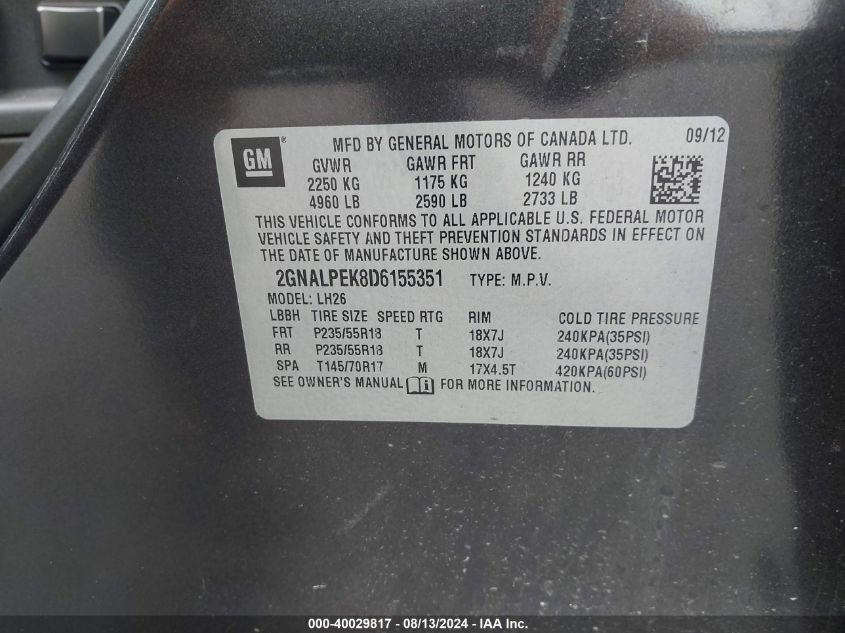 GM®
MFD BY GENERAL MOTORS OF CANADA LTD. 09/12
GVWR GAWR FRT GAWR RR
2250 KG 1175 KG 1240 KG
4960 LB 2590 LB 2733 LB
THIS VEHICLE CONFORMS TO ALL APPLICABLE U.S. FEDERAL MOTOR
VEHICLE SAFETY AND THEFT PREVENTION STANDARDS IN EFFECT ON
THE DATE OF MANUFACTURE SHOWN ABOVE.
2GNALPEK8D6155351 TYPE: M.P.V.
MODEL: LH26
LBBH TIRE SIZE SPEED RTG RIM COLD TIRE PRESSURE
FRT P235/55R18 T 18X7J 240KPA(35PSI)
RR P235/55R18 T 18X7J 240KPA(35PSI)
SPA T145/70R17 M 17X4.5T 420KPA(60PSI)
SEE OWNER'S MANUAL FOR MORE INFORMATION.
000-40029817 - 08/13/2024 - IAA Inc.